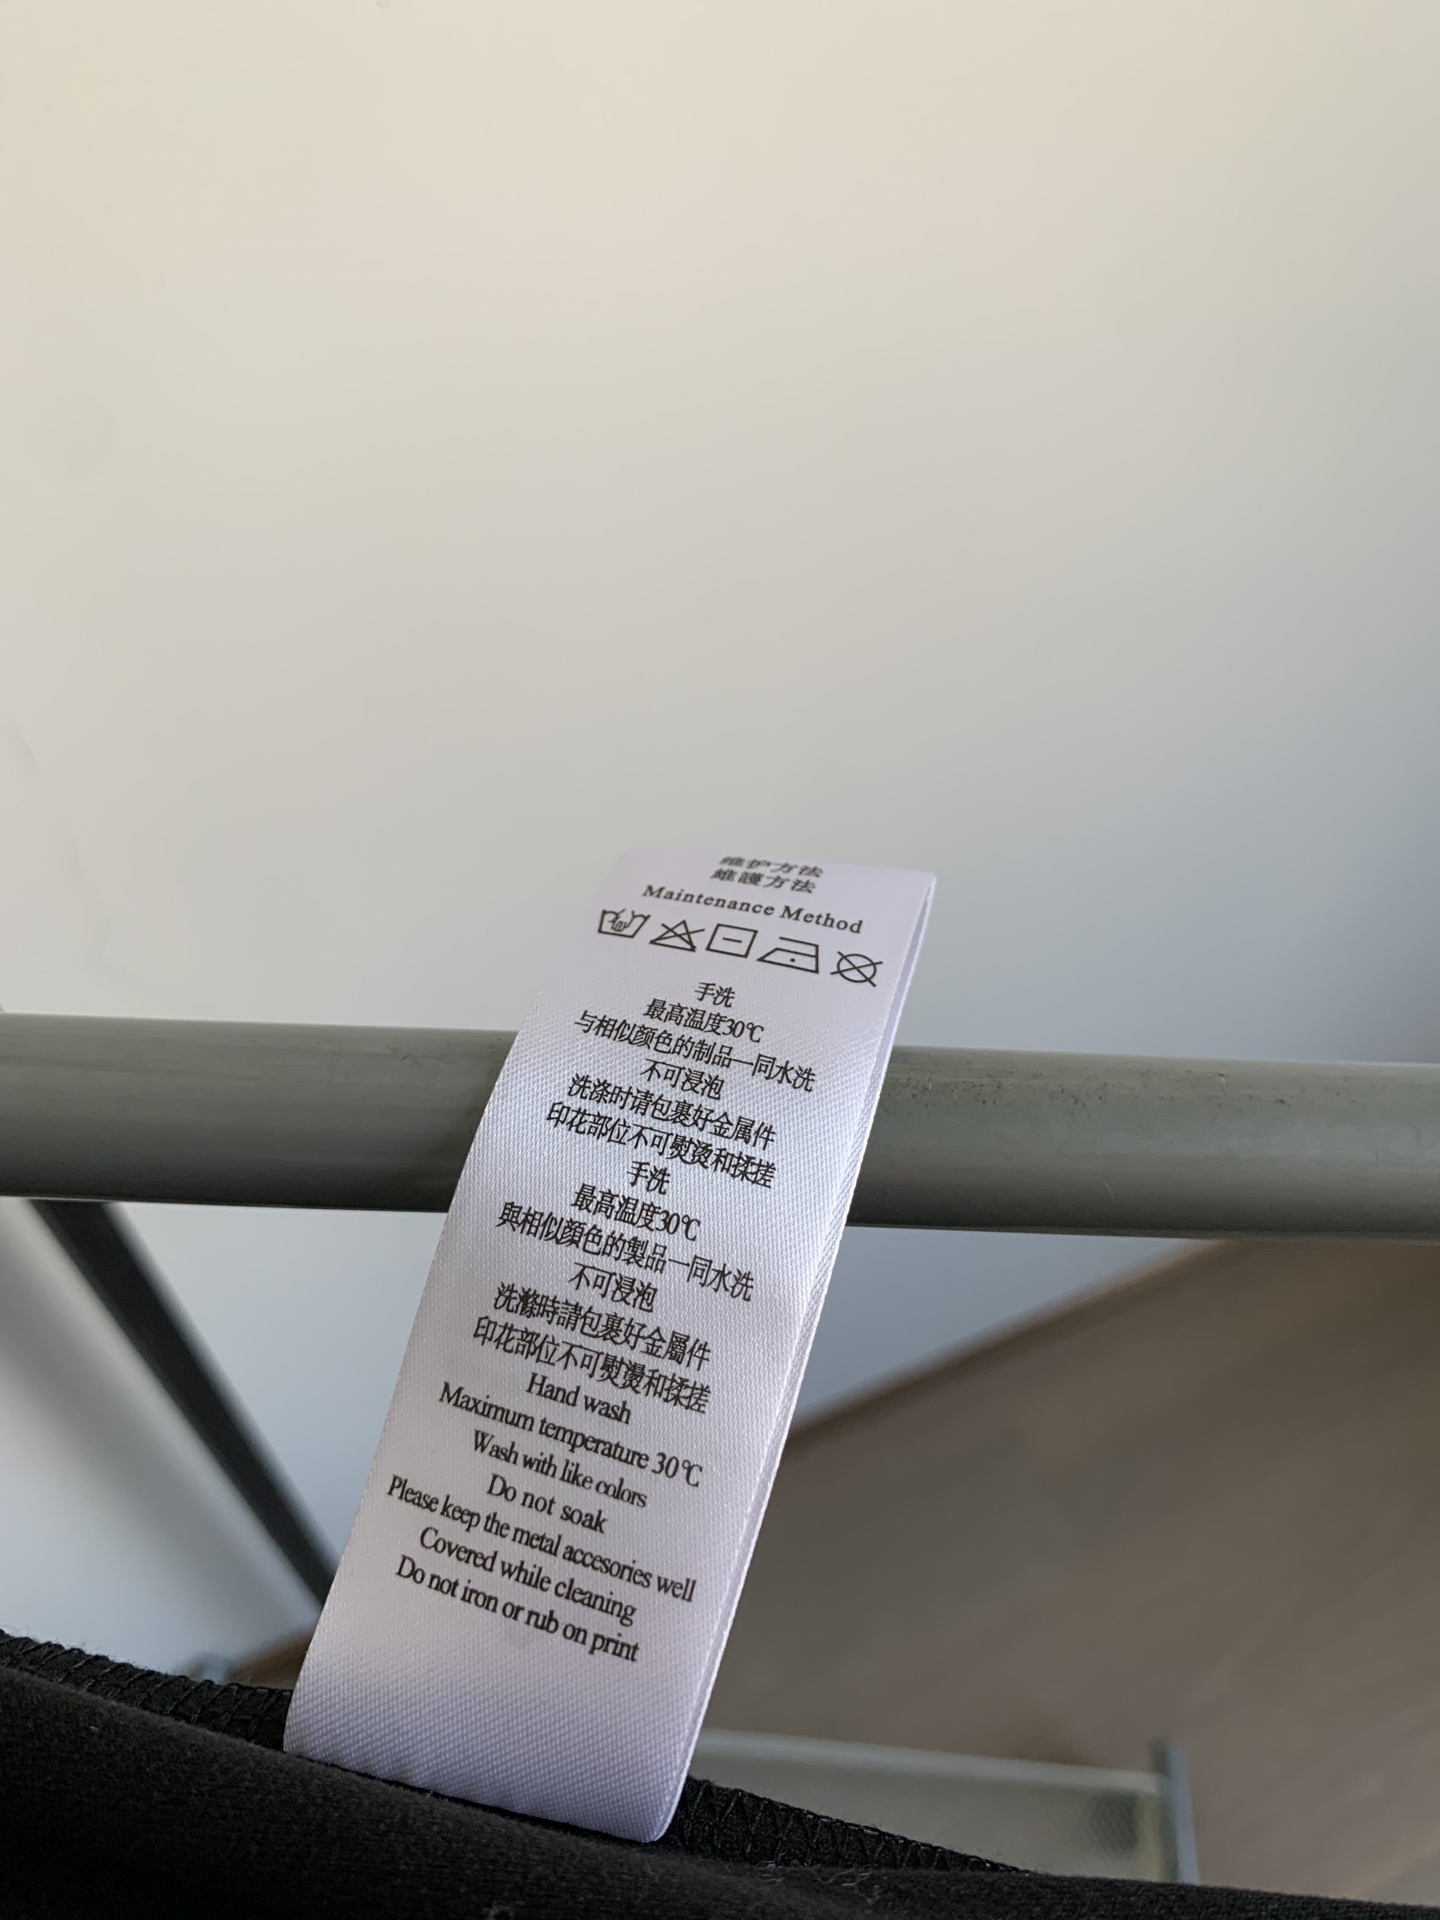 维护方法
維護方法
Maintenance Method
手洗
最高温度30℃
与相似颜色的制品一同水洗
不可浸泡
洗涤时请包裹好金属件
印花部位不可熨烫和揉搓
手洗
最高温度30℃
與相似顏色的製品一同水洗
不可浸泡
洗滌時請包裹好金屬件
印花部位不可熨燙和揉搓
Hand wash
Maximum temperature 30℃
Wash with like colors
Do not soak
Please keep the metal accesories well
Covered while cleaning
Do not iron or rub on print